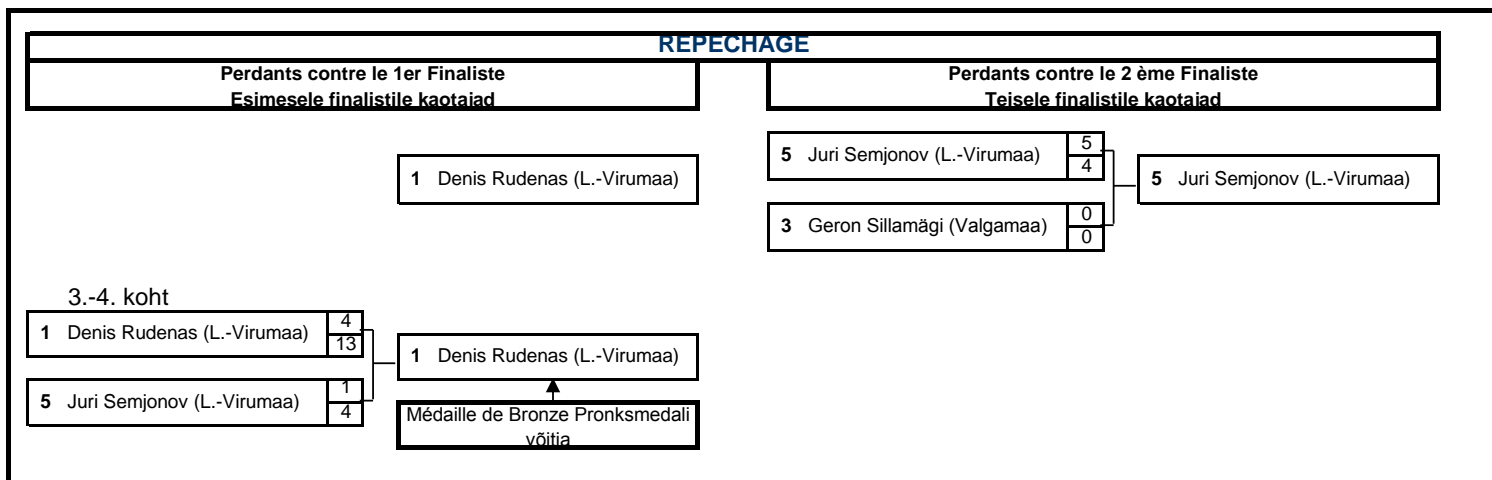 REPECHAGE
Perdants contre le 1er Finaliste
Esimesele finalistile kaotajad
Perdants contre le 2 ème Finaliste
Teisele finalistile kaotajad
1 Denis Rudenas (L.-Virumaa)
5 Juri Semjonov (L.-Virumaa) 5
4
5 Juri Semjonov (L.-Virumaa)
3 Geron Sillamägi (Valgamaa) 0
0
3.-4. koht
1 Denis Rudenas (L.-Virumaa) 4
13
1 Denis Rudenas (L.-Virumaa)
5 Juri Semjonov (L.-Virumaa) 1
4
Médaille de Bronze Pronksmedali
võitja